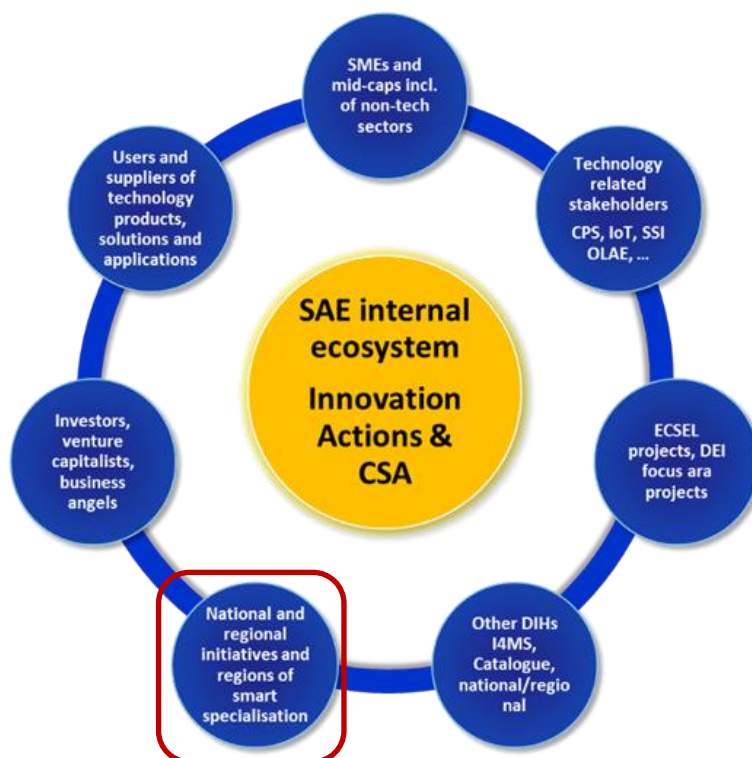 SMEs and
mid-caps incl.
of non-tech
sectors
Users and
suppliers of
technology
products,
solutions and
applications
Technology
related
stakeholders
CPS, IoT, SSI
OLAE, ...
SAE internal
ecosystem
Innovation
Actions &
CSA
Investors,
venture
capitalists,
business
angels
ECSEL
projects, DEI
focus ara
projects
National and
regional
initiatives and
regions of
smart
specialisation
Other DIHs
I4MS,
Catalogue,
national/regio
nal